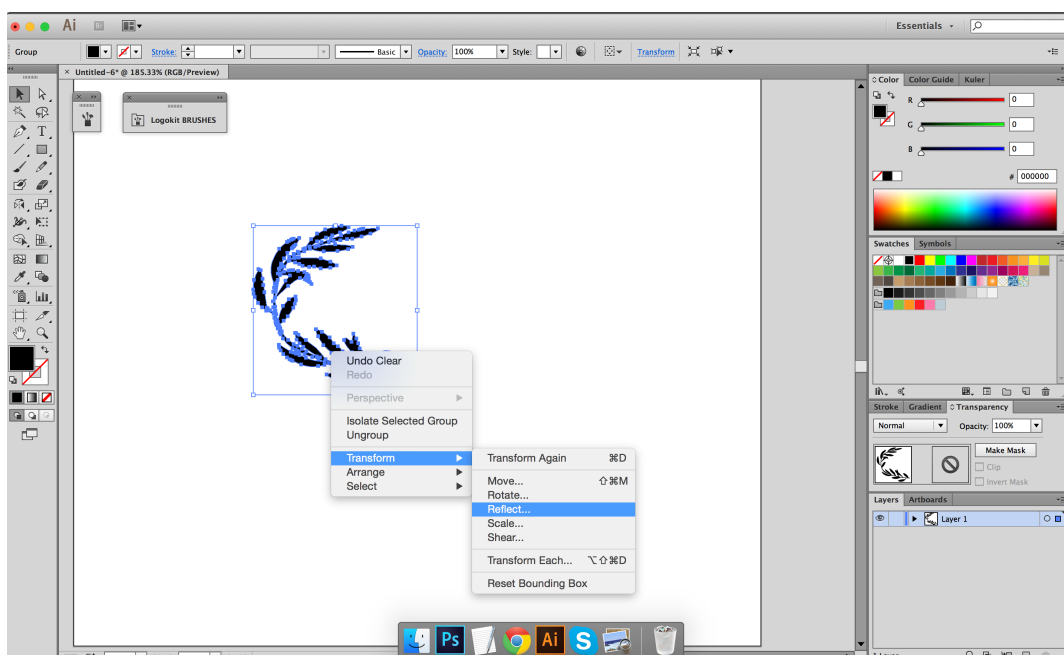 Ai
Essentials
Group
Stroke:
Basic
Opacity: 100%
Style:
Transform
× Untitled-6* @ 185.33% (RGB/Preview)
Logokit BRUSHES
Color Color Guide Kuler
R 0
G 0
B 0
# 000000
Swatches Symbols
Undo Clear
Redo
Perspective
Isolate Selected Group
Ungroup
Transform
Arrange
Select
Transform Again ⌘D
Move... ⇧⌘M
Rotate...
Reflect...
Scale...
Shear...
Transform Each... ⌥⇧⌘D
Reset Bounding Box
Stroke Gradient Transparency
Normal Opacity: 100%
Make Mask
Clip
Invert Mask
Layers Artboards
Layer 1
Ps
Ai
S
1 Layer